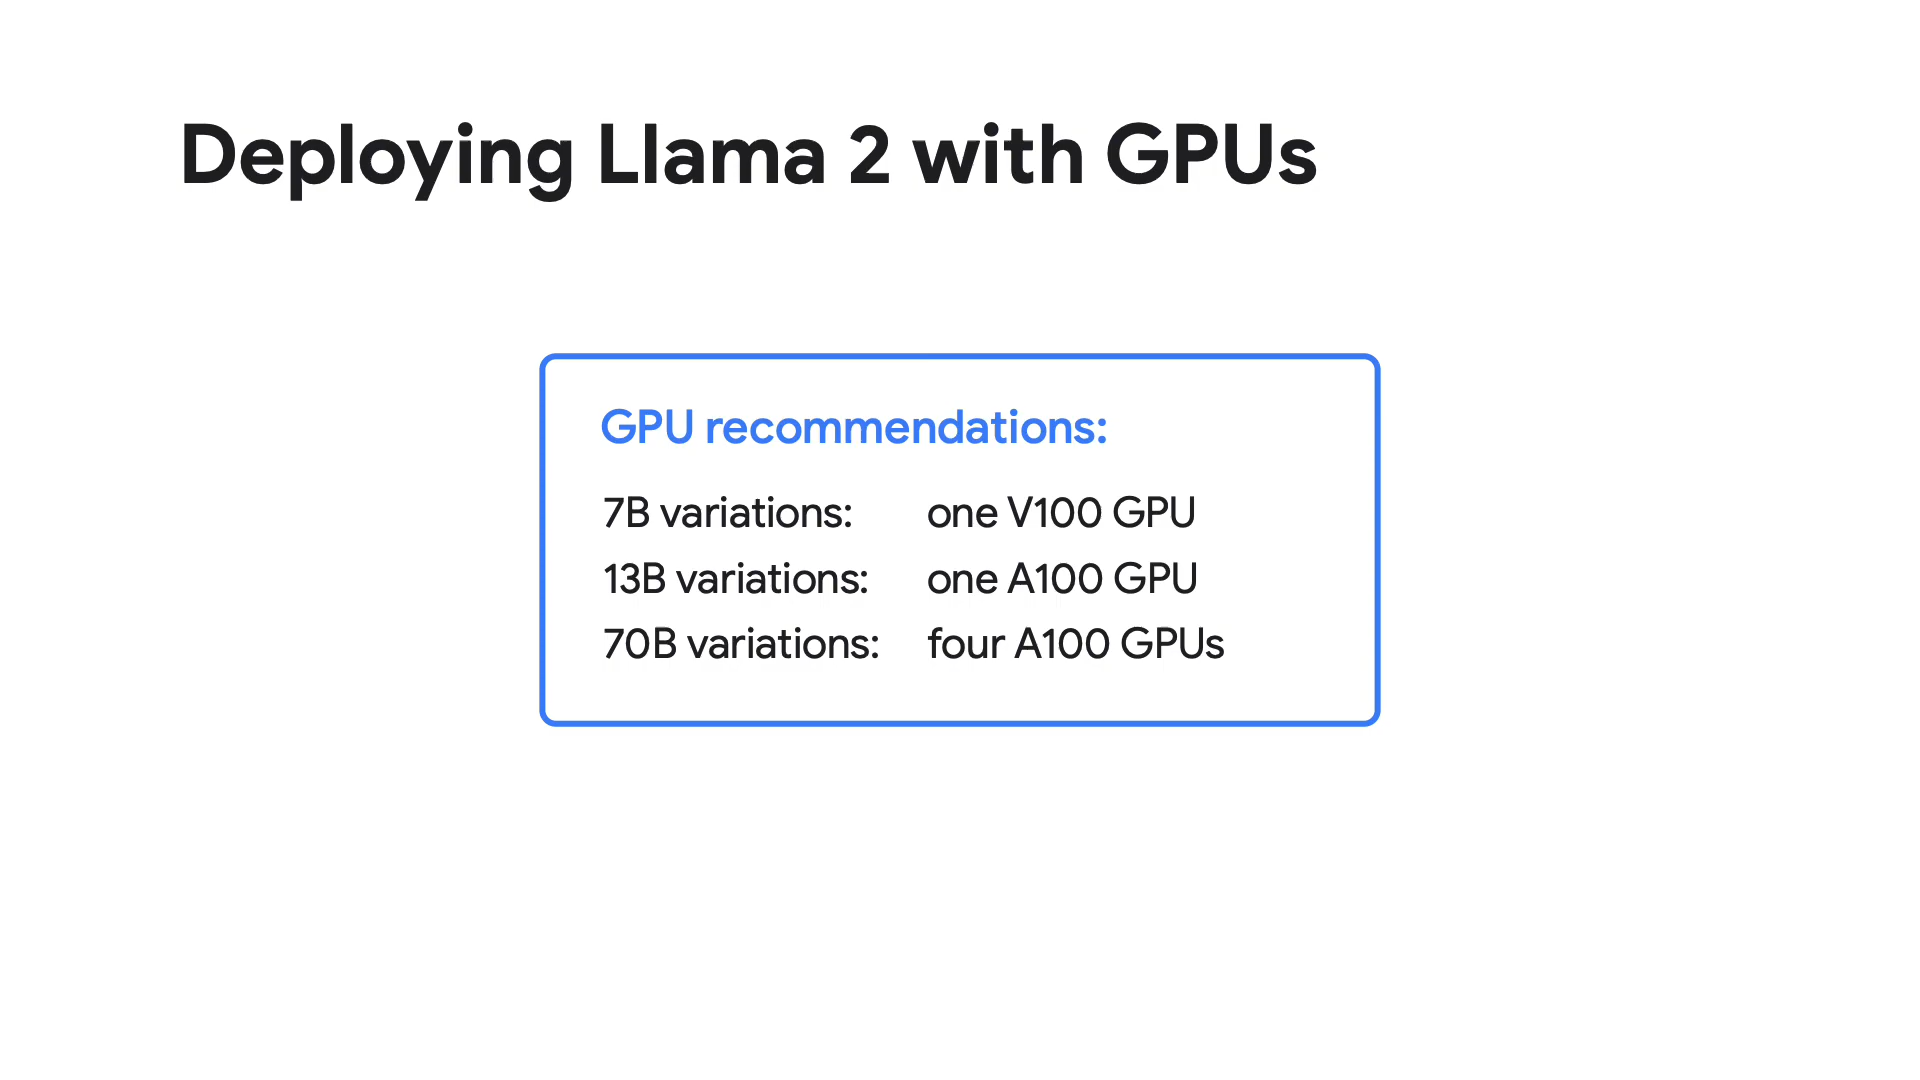 Deploying Llama 2 with GPUs
GPU recommendations:
7B variations: one V100 GPU
13B variations: one A100 GPU
70B variations: four A100 GPUs